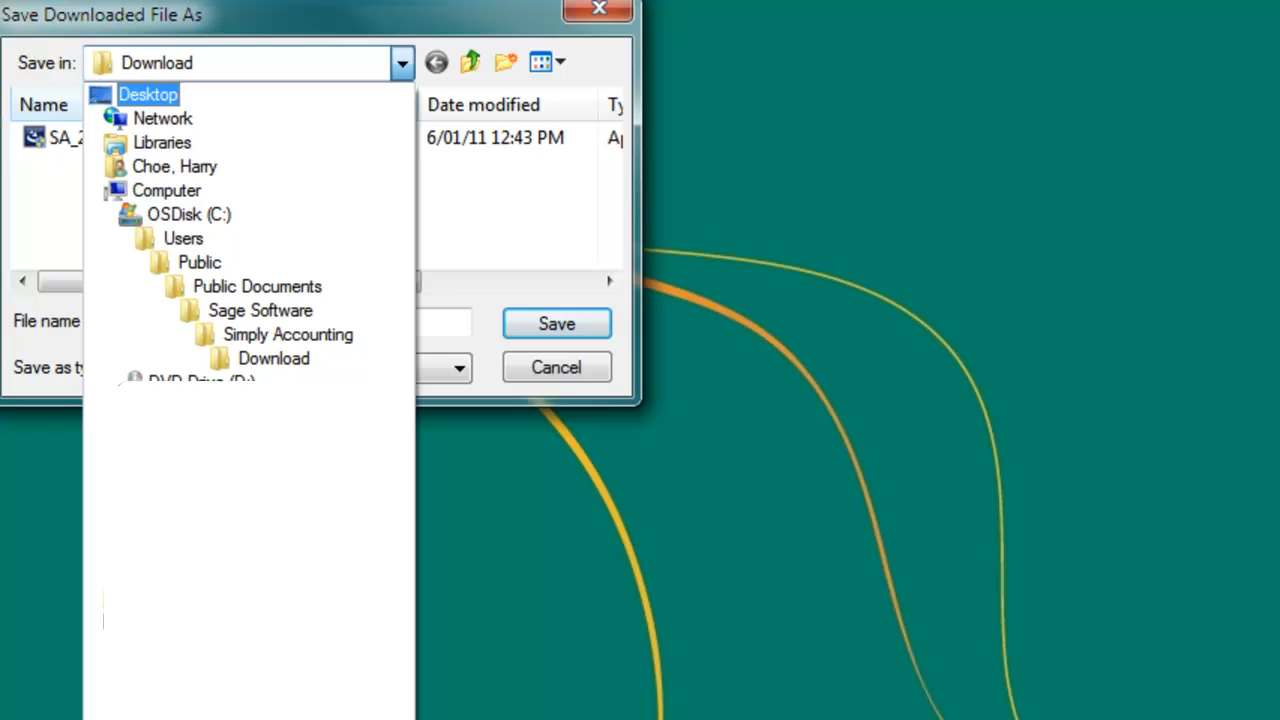 Save Downloaded File As
Save in: Download
Desktop
Name Date modified
Network
SA_2 6/01/11 12:43 PM
Libraries
Choe, Harry
Computer
OSDisk (C:)
Users
Public
Public Documents
Sage Software
File name Save
Simply Accounting
Download
Save as Cancel
DVD Drive (D:)